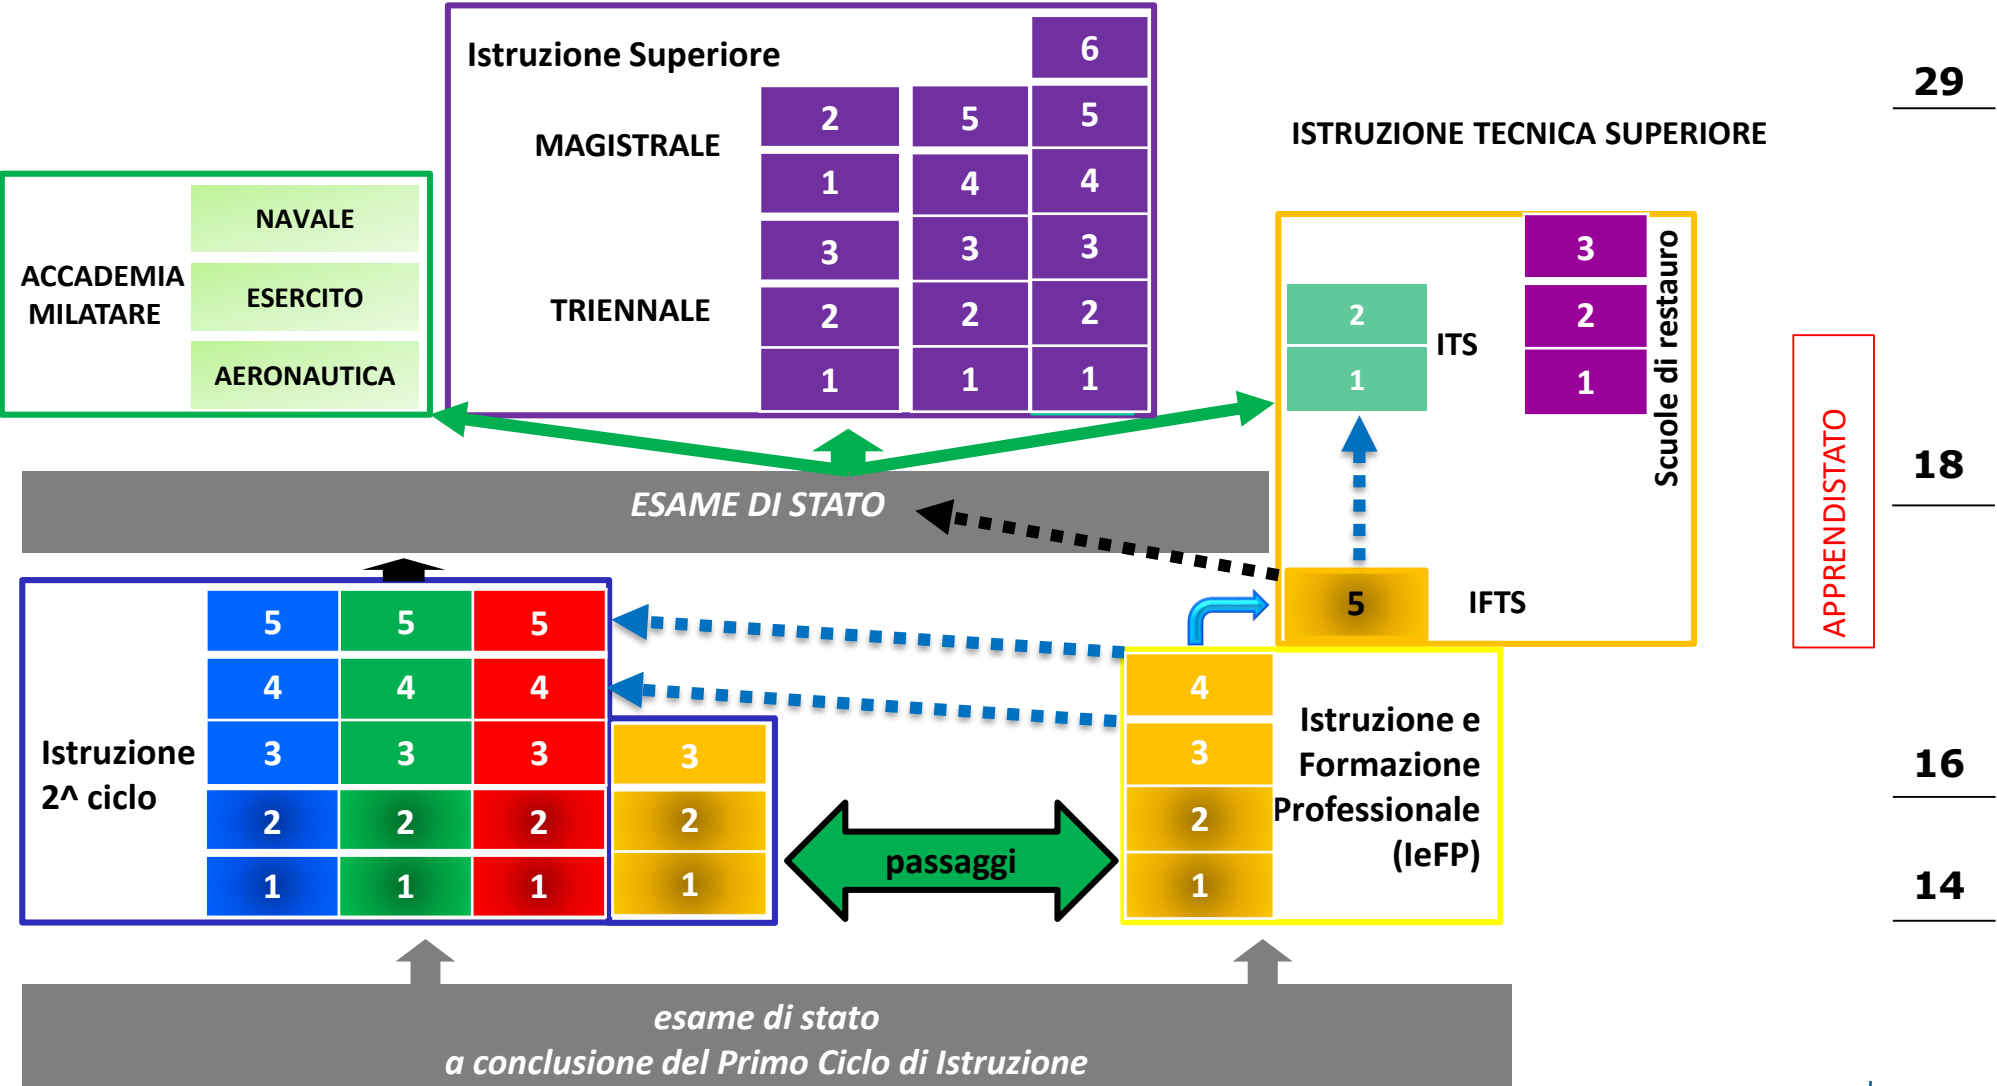 Istruzione Superiore
6
29
2 5 5
MAGISTRALE
1 4 4
3 3 3
TRIENNALE
2 2 2
1 1 1
ISTRUZIONE TECNICA SUPERIORE
ACCADEMIA
MILATARE
NAVALE
ESERCITO
AERONAUTICA
3
2
1
Scuole di restauro
2
1
ITS
APPRENDISTATO
18
ESAME DI STATO
5
IFTS
5 5 5
4 4 4
3 3 3
2 2 2
1 1 1
Istruzione
2^ ciclo
3
2
1
passaggi
4
3
2
1
Istruzione e
Formazione
Professionale
(IeFP)
16
14
esame di stato
a conclusione del Primo Ciclo di Istruzione